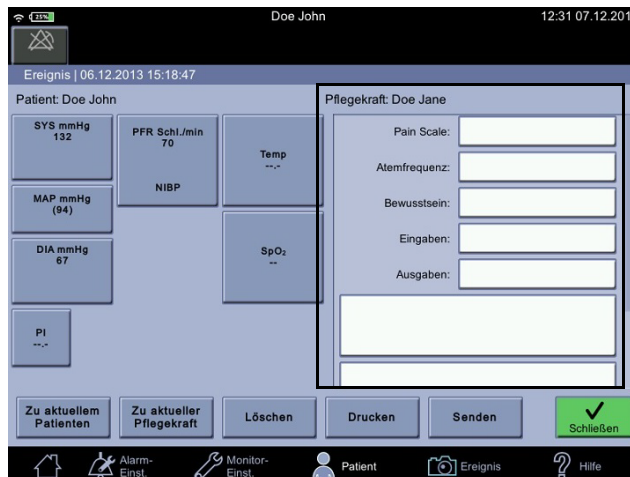 25%
Doe John
12:31 07.12.201
Ereignis | 06.12.2013 15:18:47
Patient: Doe John
Pflegekraft: Doe Jane
SYS mmHg
132
PFR Schl./min
70
NIBP
Temp
--.-
MAP mmHg
(94)
DIA mmHg
67
SpO₂
--
PI
--.-
Pain Scale:
Atemfrequenz:
Bewusstsein:
Eingaben:
Ausgaben:
Zu aktuellem
Patienten
Zu aktueller
Pflegekraft
Löschen
Drucken
Senden
Schließen
Alarm-
Einst.
Monitor-
Einst.
Patient
Ereignis
Hilfe